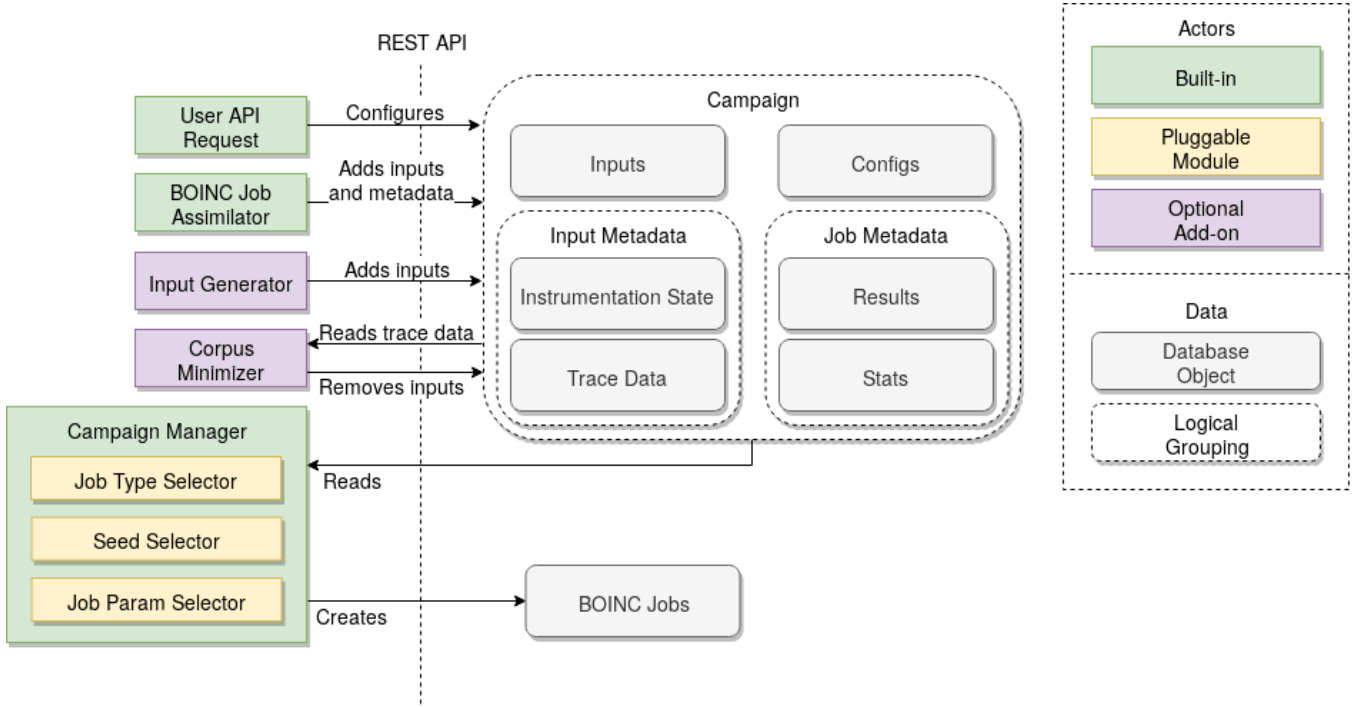 REST API
User API
Request
Configures
BOINC Job
Assimilator
Adds inputs
and metadata
Input Generator
Adds inputs
Corpus
Minimizer
Reads trace data
Removes inputs
Campaign Manager
Job Type Selector
Seed Selector
Job Param Selector
Reads
Creates
Campaign
Inputs
Configs
Input Metadata
Instrumentation State
Trace Data
Job Metadata
Results
Stats
BOINC Jobs
Actors
Built-in
Pluggable
Module
Optional
Add-on
Data
Database
Object
Logical
Grouping